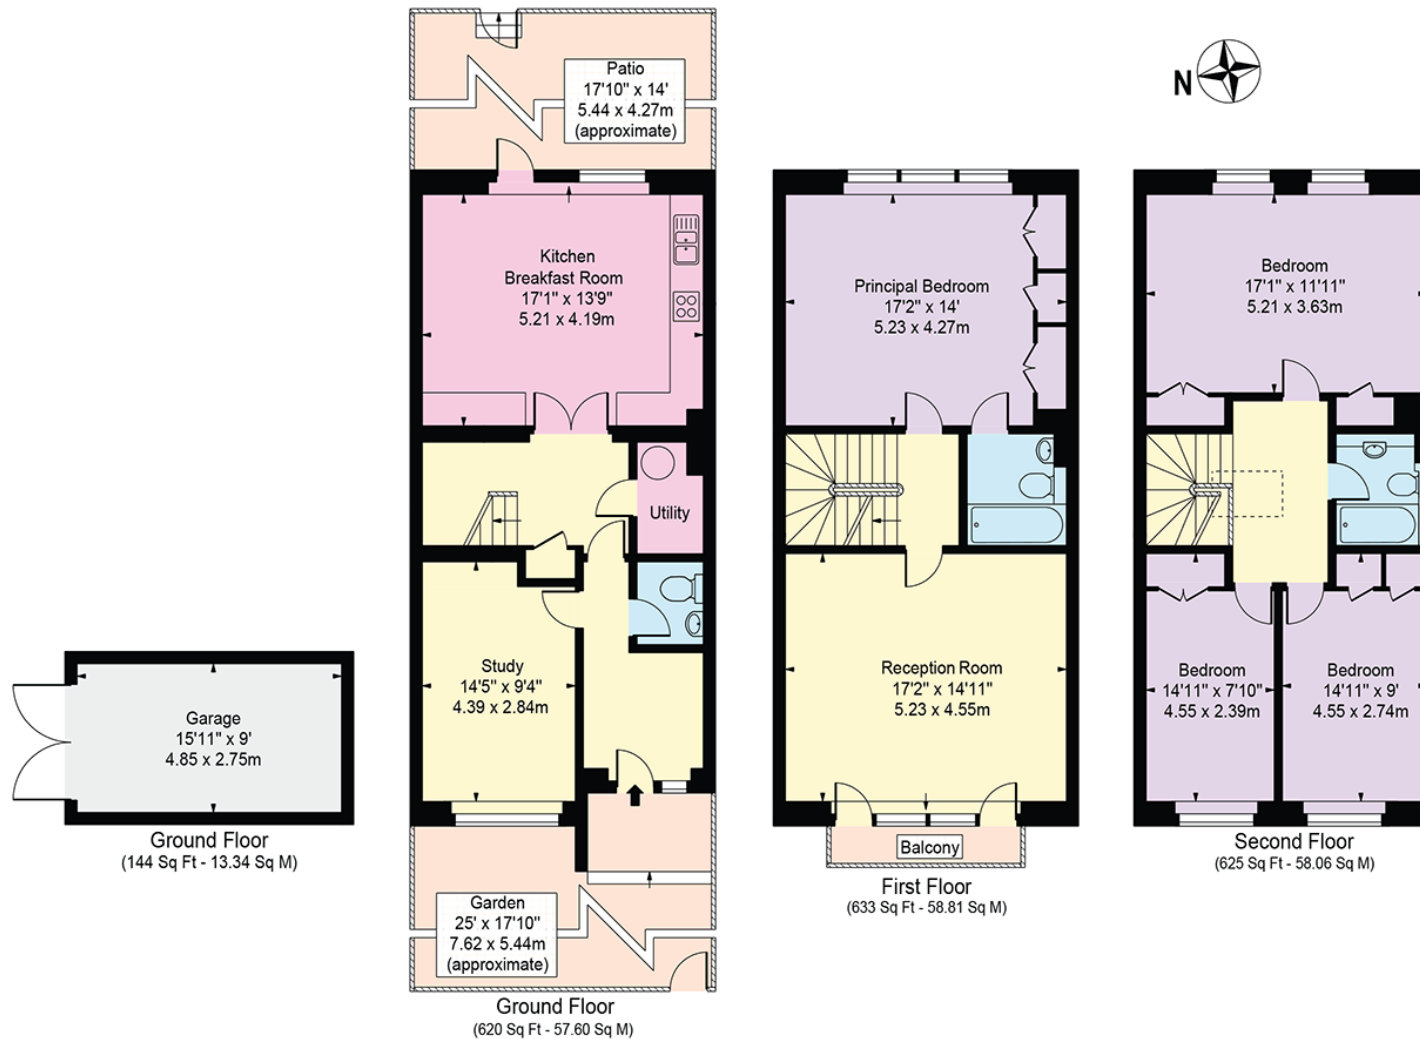 Patio
17'10" x 14'
5.44 x 4.27m
(approximate)
N
Kitchen
Breakfast Room
17'1" x 13'9"
5.21 x 4.19m
Utility
Study
14'5" x 9'4"
4.39 x 2.84m
Garage
15'11" x 9'
4.85 x 2.75m
Ground Floor
(144 Sq Ft - 13.34 Sq M)
Garden
25' x 17'10"
7.62 x 5.44m
(approximate)
Ground Floor
(620 Sq Ft - 57.60 Sq M)
Principal Bedroom
17'2" x 14'
5.23 x 4.27m
Reception Room
17'2" x 14'11"
5.23 x 4.55m
Balcony
First Floor
(633 Sq Ft - 58.81 Sq M)
Bedroom
17'1" x 11'11"
5.21 x 3.63m
Bedroom
14'11" x 7'10"
4.55 x 2.39m
Bedroom
14'11" x 9'
4.55 x 2.74m
Second Floor
(625 Sq Ft - 58.06 Sq M)